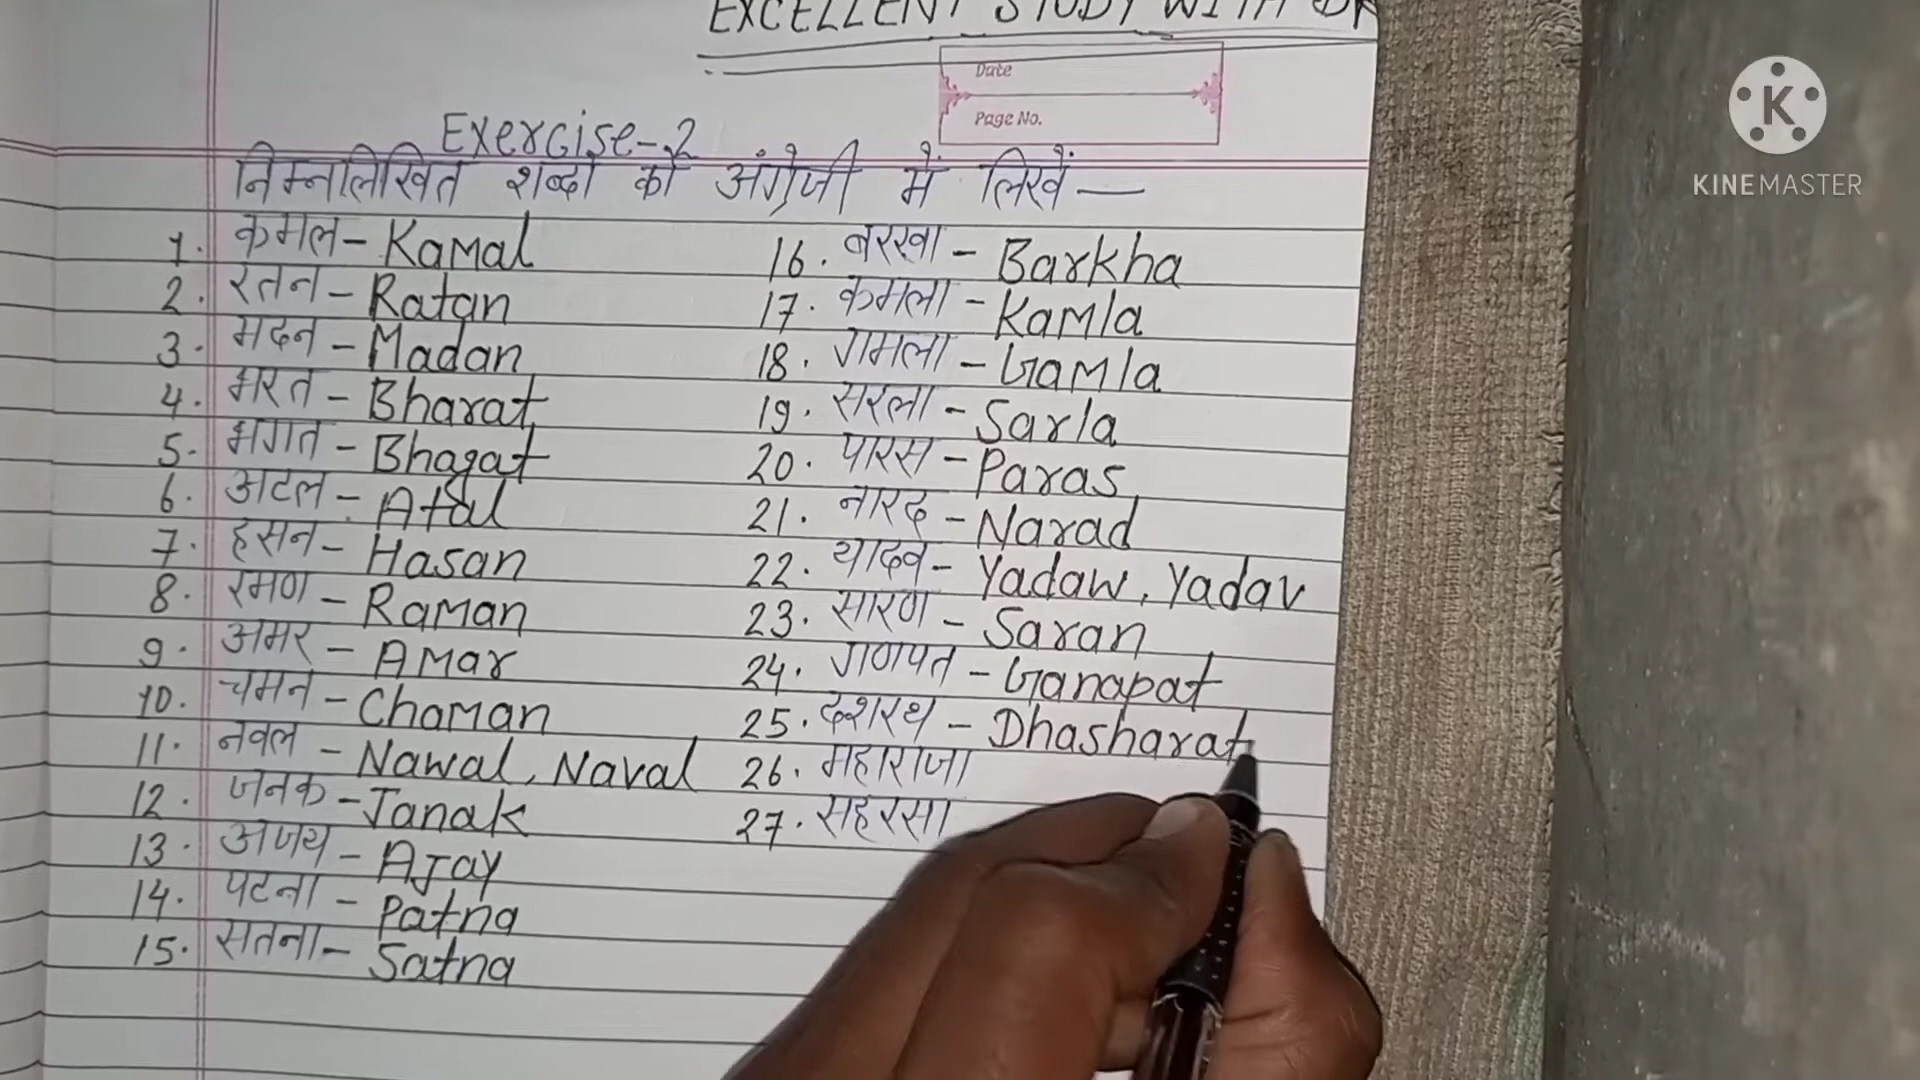 EXCELLENT STUDY WITH DK
Date
Page No.
Exercise-2
निम्नलिखित शब्दों को अंग्रेजी में लिखें —
1. कमल - Kamal
2. रतन - Ratan
3. मदन - Madan
4. भरत - Bharat
5. भगत - Bhagat
6. अटल - Atal
7. हसन - Hasan
8. रमण - Raman
9. अमर - Amar
10. चमन - Chaman
11. नवल - Nawal, Naval
12. जनक - Janak
13. अजय - Ajay
14. पटना - Patna
15. सतना - Satna
16. बरखा - Barkha
17. कमला - Kamla
18. गमला - Gamla
19. सरला - Sarla
20. पारस - Paras
21. नारद - Narad
22. यादव - Yadaw, Yadav
23. सारण - Saran
24. गणपत - Ganapat
25. दशरथ - Dhasharat
26. महाराजा
27. सहरसा
K
KINEMASTER